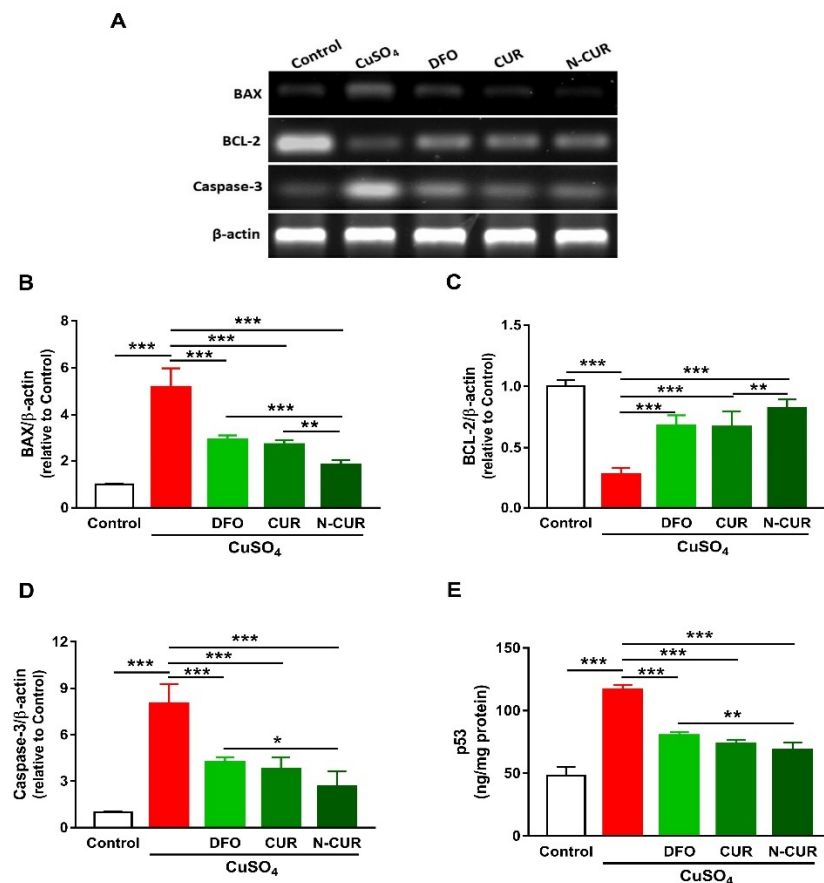 A
Control CuSO₄ DFO CUR N-CUR
BAX
BCL-2
Caspase-3
β-actin
B
BAX/β-actin
(relative to Control)
8
6
4
2
0
***
***
***
***
***
**
Control DFO CUR N-CUR
CuSO₄
C
BCL-2/β-actin
(relative to Control)
1.5
1.0
0.5
0.0
***
***
***
**
***
Control DFO CUR N-CUR
CuSO₄
D
Caspase-3/β-actin
(relative to Control)
12
9
6
3
0
***
***
***
***
*
Control DFO CUR N-CUR
CuSO₄
E
p53
(ng/mg protein)
150
100
50
0
***
***
***
***
**
Control DFO CUR N-CUR
CuSO₄